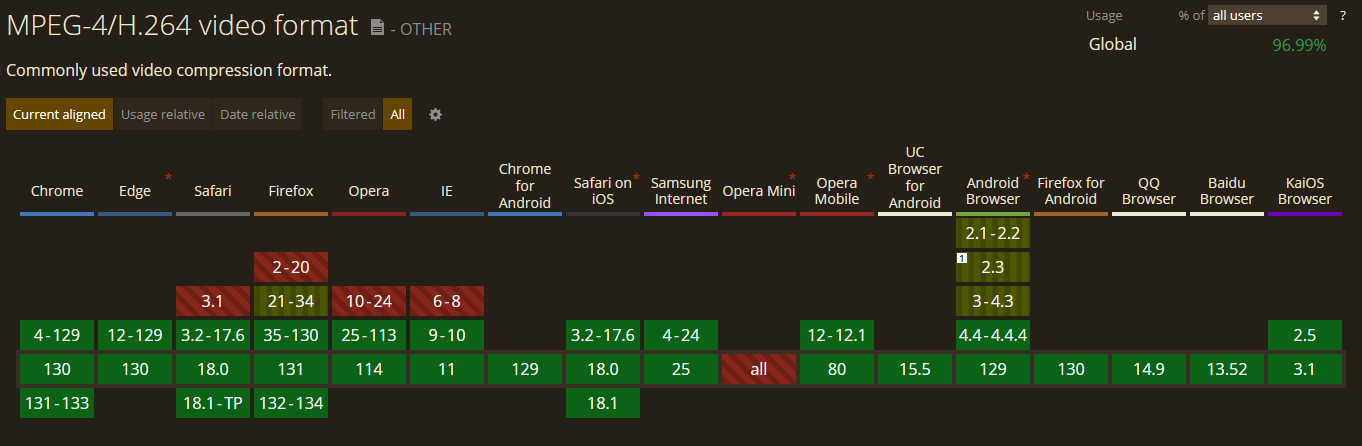 MPEG-4/H.264 video format - OTHER
Usage % of all users ?
Global 96.99%
Commonly used video compression format.
Current aligned Usage relative Date relative Filtered All
Chrome Edge * Safari Firefox Opera IE Chrome for Android Safari on iOS * Samsung Internet Opera Mini * Opera Mobile * UC Browser for Android Android Browser * Firefox for Android QQ Browser Baidu Browser KaiOS Browser
2.1-2.2
2-20 1 2.3
3.1 21-34 10-24 6-8 3-4.3
4-129 12-129 3.2-17.6 35-130 25-113 9-10 3.2-17.6 4-24 12-12.1 4.4-4.4.4 2.5
130 130 18.0 131 114 11 129 18.0 25 all 80 15.5 129 130 14.9 13.52 3.1
131-133 18.1-TP 132-134 18.1